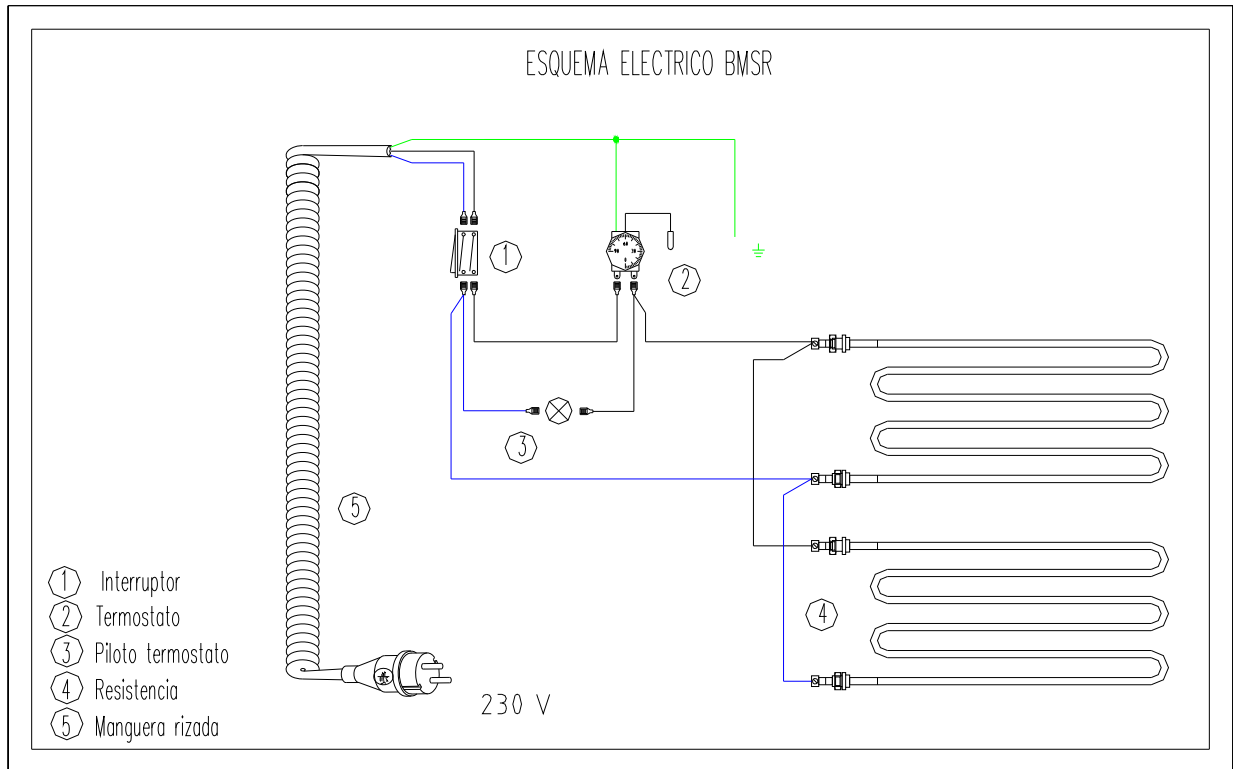 ESQUEMA ELECTRICO BMSR
1
2
3
4
5
1 Interruptor
2 Termostato
3 Piloto termostato
4 Resistencia
5 Manguera rizada
230 V